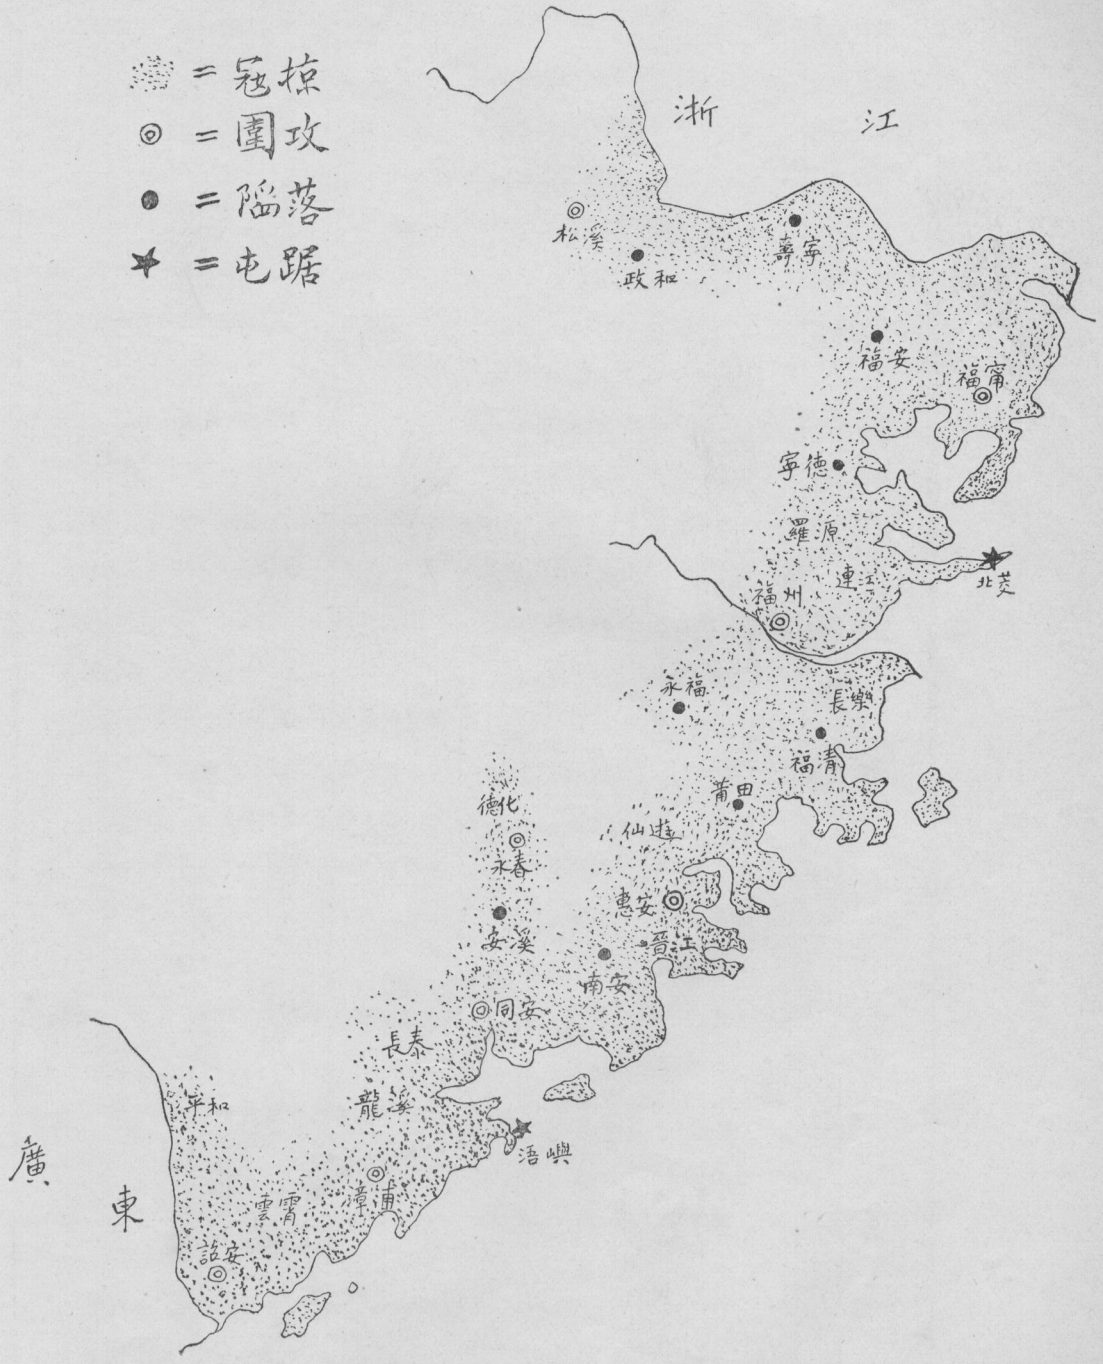 = 寇掠
= 圍攻
= 陷落
= 屯踞
浙江
松溪
壽寧
政和
福安
福甯
寧德
羅源
連江
北茭
福州
永福
長樂
福清
莆田
德化
仙遊
永春
惠安
安溪
晉江
南安
同安
長泰
平和
龍溪
浯嶼
廣東
雲霄
漳浦
詔安